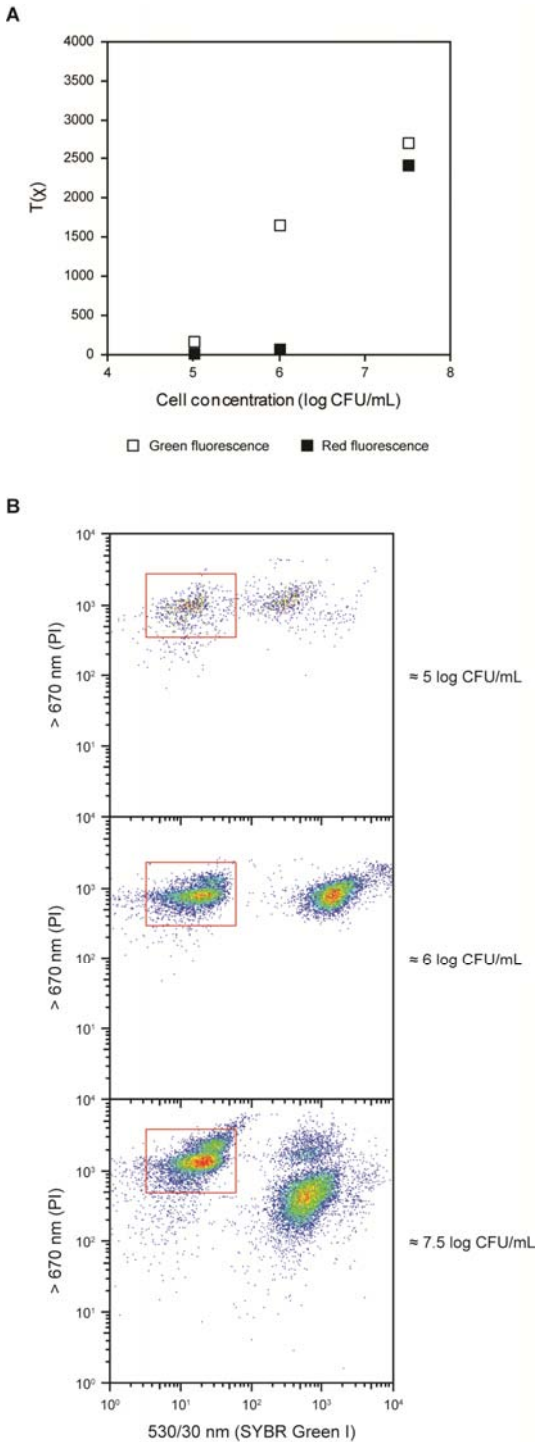 A
4000
3500
3000
2500
2000
1500
1000
500
0
T(χ)
4 5 6 7 8
Cell concentration (log CFU/mL)
□ Green fluorescence ■ Red fluorescence
B
10⁴
10³
10²
10¹
> 670 nm (PI)
≈ 5 log CFU/mL
10⁴
10³
10²
10¹
> 670 nm (PI)
≈ 6 log CFU/mL
10⁴
10³
10²
10¹
10⁰
> 670 nm (PI)
≈ 7.5 log CFU/mL
10⁰ 10¹ 10² 10³ 10⁴
530/30 nm (SYBR Green I)